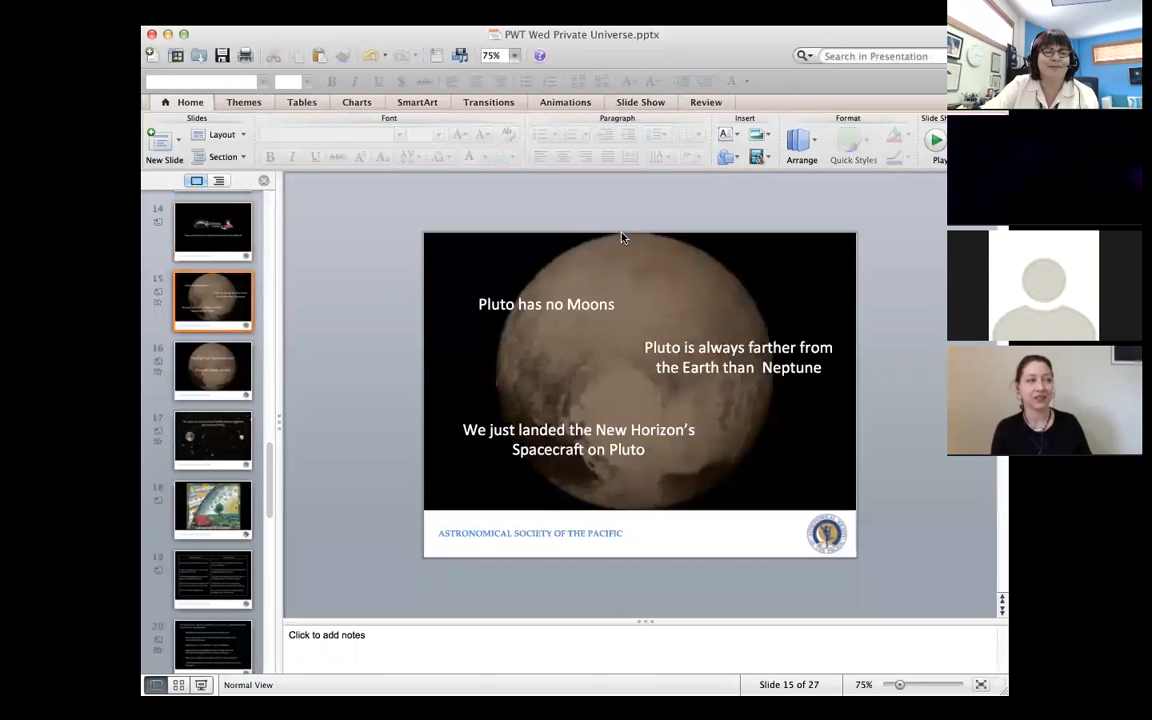 PWT Wed Private Universe.pptx
75%
Search in Presentation
Home
Themes
Tables
Charts
SmartArt
Transitions
Animations
Slide Show
Review
Slides
Font
Paragraph
Insert
Format
Slide Sh
New Slide
Layout
Section
Arrange
Quick Styles
Play
14
15
16
17
18
19
20
Pluto has no Moons
Pluto is always farther from
the Earth than Neptune
We just landed the New Horizon's
Spacecraft on Pluto
ASTRONOMICAL SOCIETY OF THE PACIFIC
Click to add notes
Normal View
Slide 15 of 27
75%